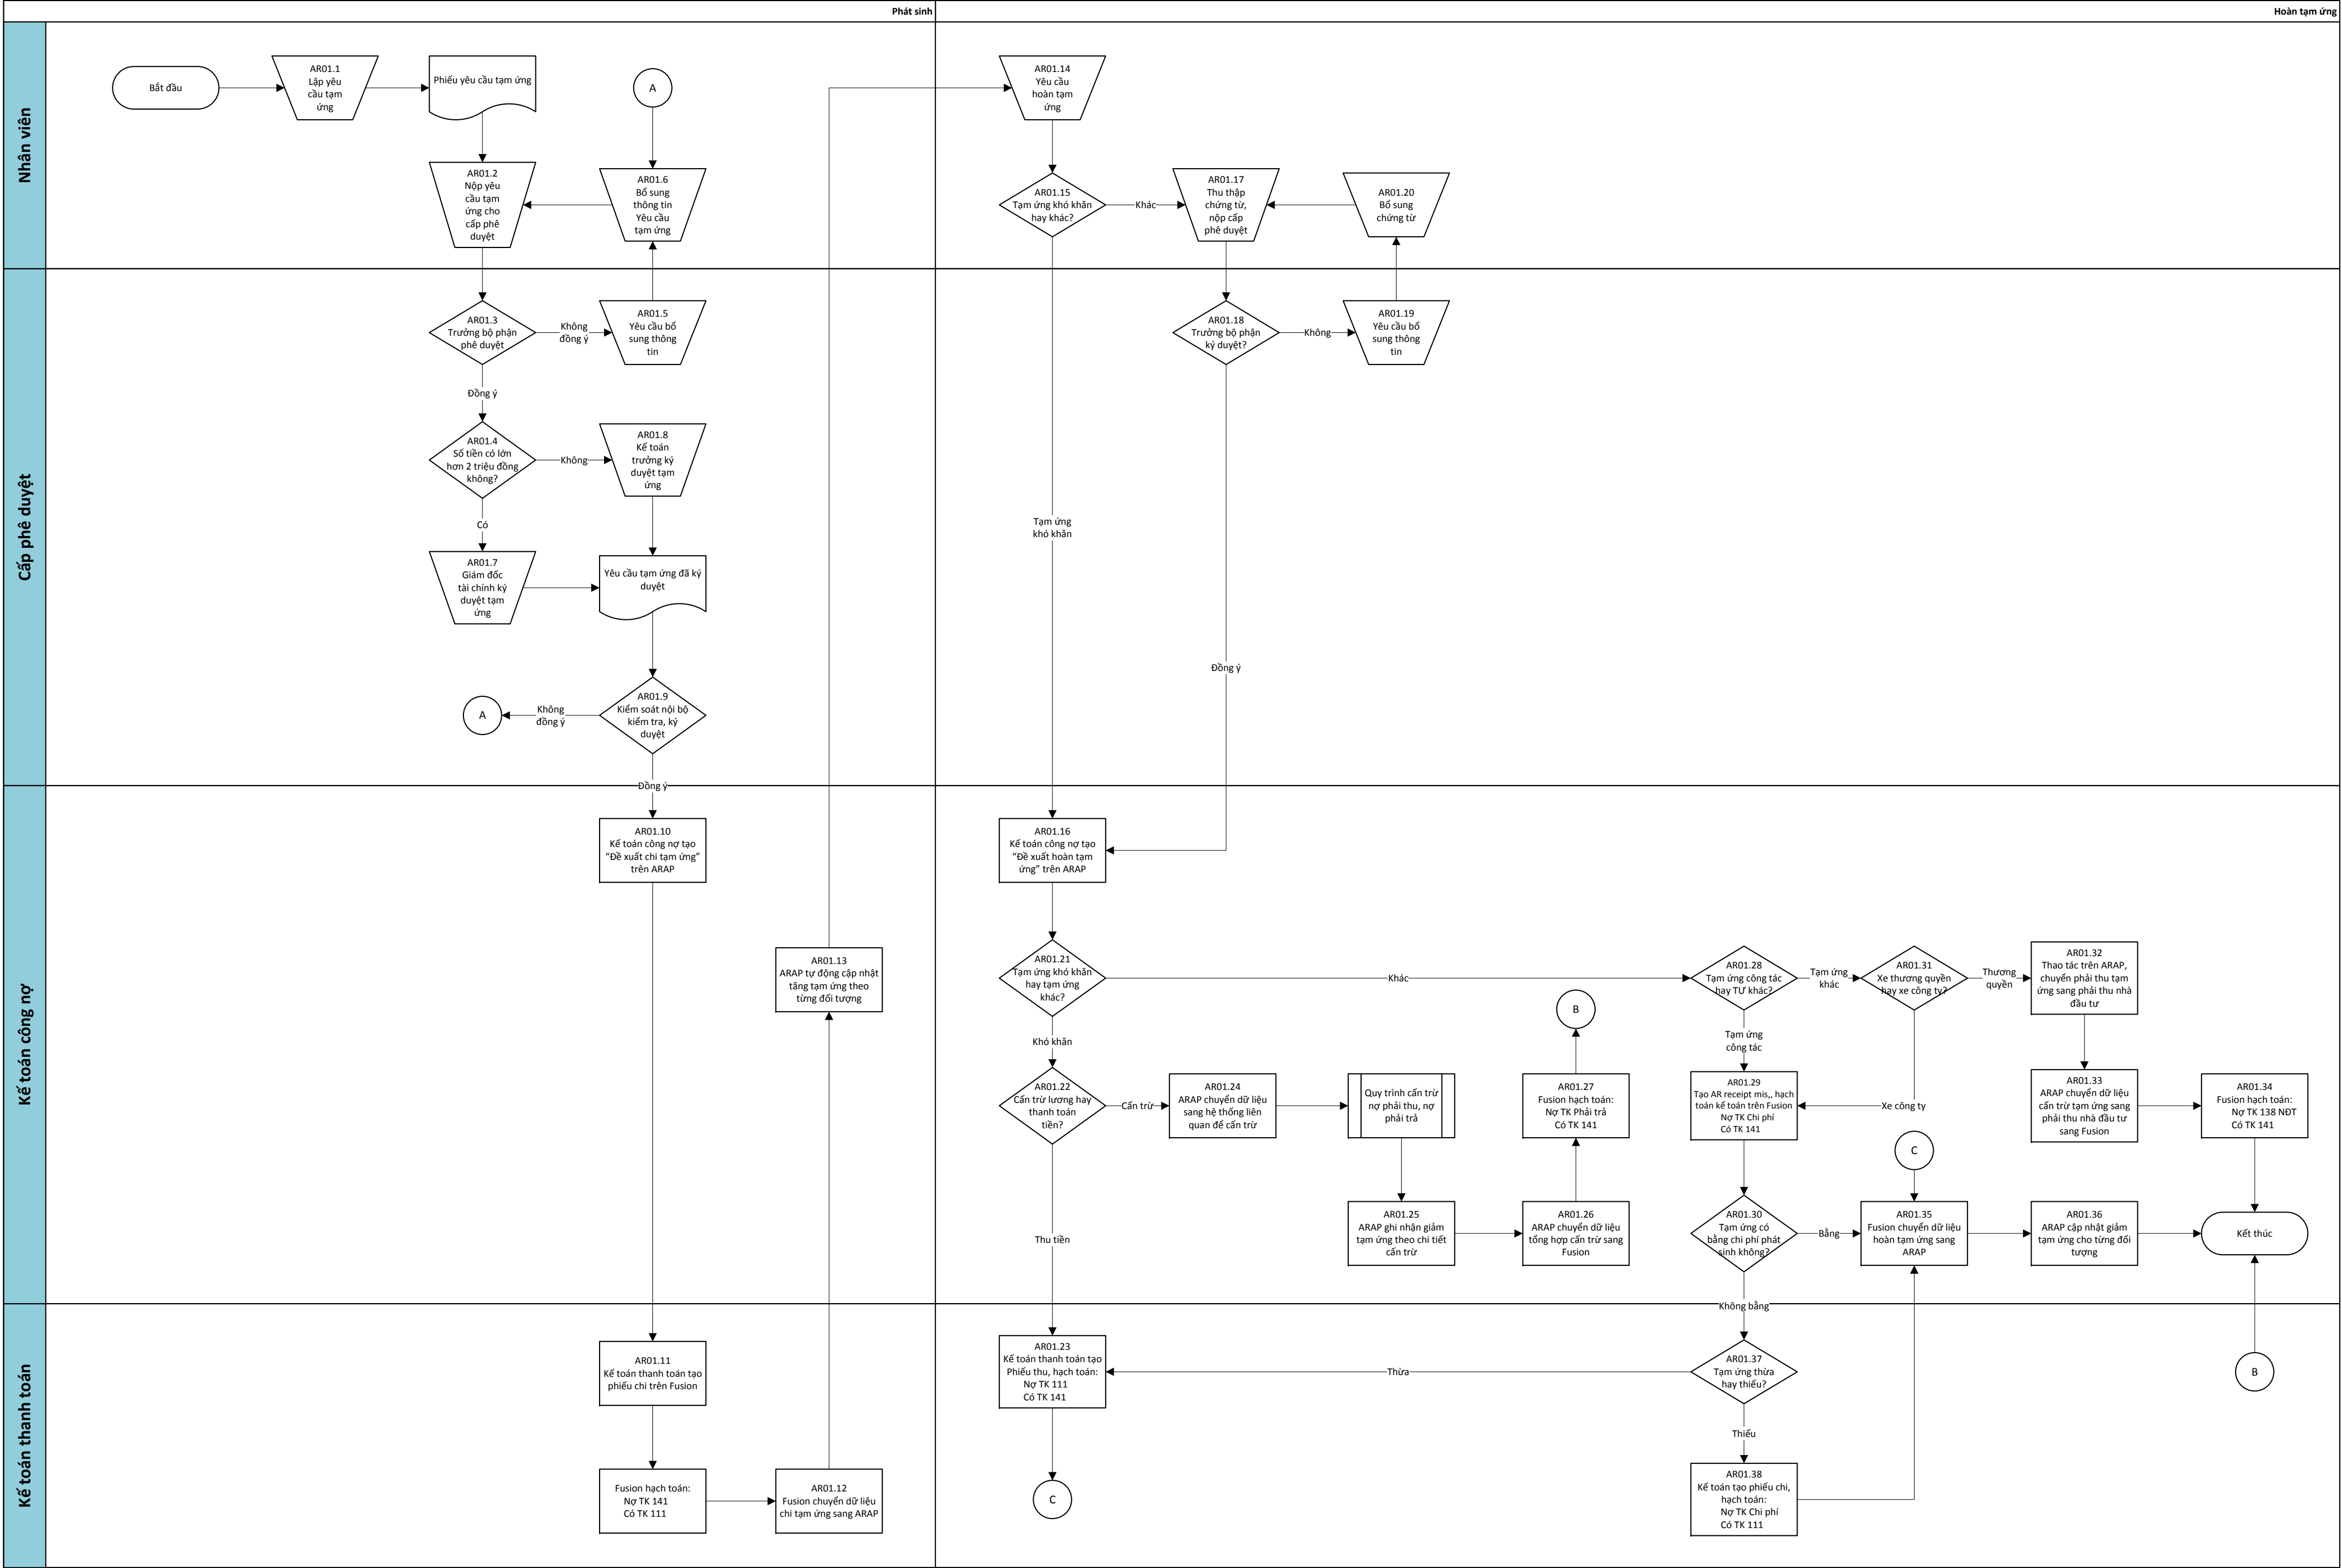 Phát sinh
Hoàn tạm ứng
Nhân viên
Bắt đầu
AR01.1
Lập yêu
cầu tạm
ứng
Phiếu yêu cầu tạm ứng
A
AR01.2
Nộp yêu
cầu tạm
ứng cho
cấp phê
duyệt
AR01.6
Bổ sung
thông tin
Yêu cầu
tạm ứng
AR01.14
Yêu cầu
hoàn tạm
ứng
AR01.15
Tạm ứng khó khăn
hay khác?
Khác
AR01.17
Thu thập
chứng từ,
nộp cấp
phê duyệt
AR01.20
Bổ sung
chứng từ
Cấp phê duyệt
AR01.3
Trưởng bộ phận
phê duyệt
Không
đồng ý
AR01.5
Yêu cầu bổ
sung thông
tin
Đồng ý
AR01.4
Số tiền có lớn
hơn 2 triệu đồng
không?
Không
AR01.8
Kế toán
trưởng ký
duyệt tạm
ứng
Có
AR01.7
Giám đốc
tài chính ký
duyệt tạm
ứng
Yêu cầu tạm ứng đã ký
duyệt
AR01.9
Kiểm soát nội bộ
kiểm tra, ký
duyệt
Không
đồng ý
A
Đồng ý
AR01.18
Trưởng bộ phận
ký duyệt?
Không
AR01.19
Yêu cầu bổ
sung thông
tin
Tạm ứng
khó khăn
Đồng ý
Kế toán công nợ
AR01.10
Kế toán công nợ tạo
“Đề xuất chi tạm ứng”
trên ARAP
AR01.13
ARAP tự động cập nhật
tăng tạm ứng theo
từng đối tượng
AR01.16
Kế toán công nợ tạo
“Đề xuất hoàn tạm
ứng” trên ARAP
AR01.21
Tạm ứng khó khăn
hay tạm ứng
khác?
Khác
Khó khăn
AR01.22
Cấn trừ lương hay
thanh toán
tiền?
Cấn trừ
AR01.24
ARAP chuyển dữ liệu
sang hệ thống liên
quan để cấn trừ
Quy trình cấn trừ
nợ phải thu, nợ
phải trả
AR01.25
ARAP ghi nhận giảm
tạm ứng theo chi tiết
cấn trừ
AR01.26
ARAP chuyển dữ liệu
tổng hợp cấn trừ sang
Fusion
AR01.27
Fusion hạch toán:
Nợ TK Phải trả
Có TK 141
B
Thu tiền
AR01.28
Tạm ứng công tác
hay TƯ khác?
Tạm ứng
khác
AR01.31
Xe thương quyền
hay xe công ty?
Thương
quyền
AR01.32
Thao tác trên ARAP,
chuyển phải thu tạm
ứng sang phải thu nhà
đầu tư
Tạm ứng
công tác
AR01.29
Tạo AR receipt mis,, hạch
toán kế toán trên Fusion
Nợ TK Chi phí
Có TK 141
Xe công ty
AR01.33
ARAP chuyển dữ liệu
cấn trừ tạm ứng sang
phải thu nhà đầu tư
sang Fusion
AR01.34
Fusion hạch toán:
Nợ TK 138 NĐT
Có TK 141
C
AR01.30
Tạm ứng có
bằng chi phí phát
sinh không?
Bằng
AR01.35
Fusion chuyển dữ liệu
hoàn tạm ứng sang
ARAP
AR01.36
ARAP cập nhật giảm
tạm ứng cho từng đối
tượng
Kết thúc
Không bằng
Kế toán thanh toán
AR01.11
Kế toán thanh toán tạo
phiếu chi trên Fusion
Fusion hạch toán:
Nợ TK 141
Có TK 111
AR01.12
Fusion chuyển dữ liệu
chi tạm ứng sang ARAP
AR01.23
Kế toán thanh toán tạo
Phiếu thu, hạch toán:
Nợ TK 111
Có TK 141
C
Thừa
AR01.37
Tạm ứng thừa
hay thiếu?
Thiếu
AR01.38
Kế toán tạo phiếu chi,
hạch toán:
Nợ TK Chi phí
Có TK 111
B